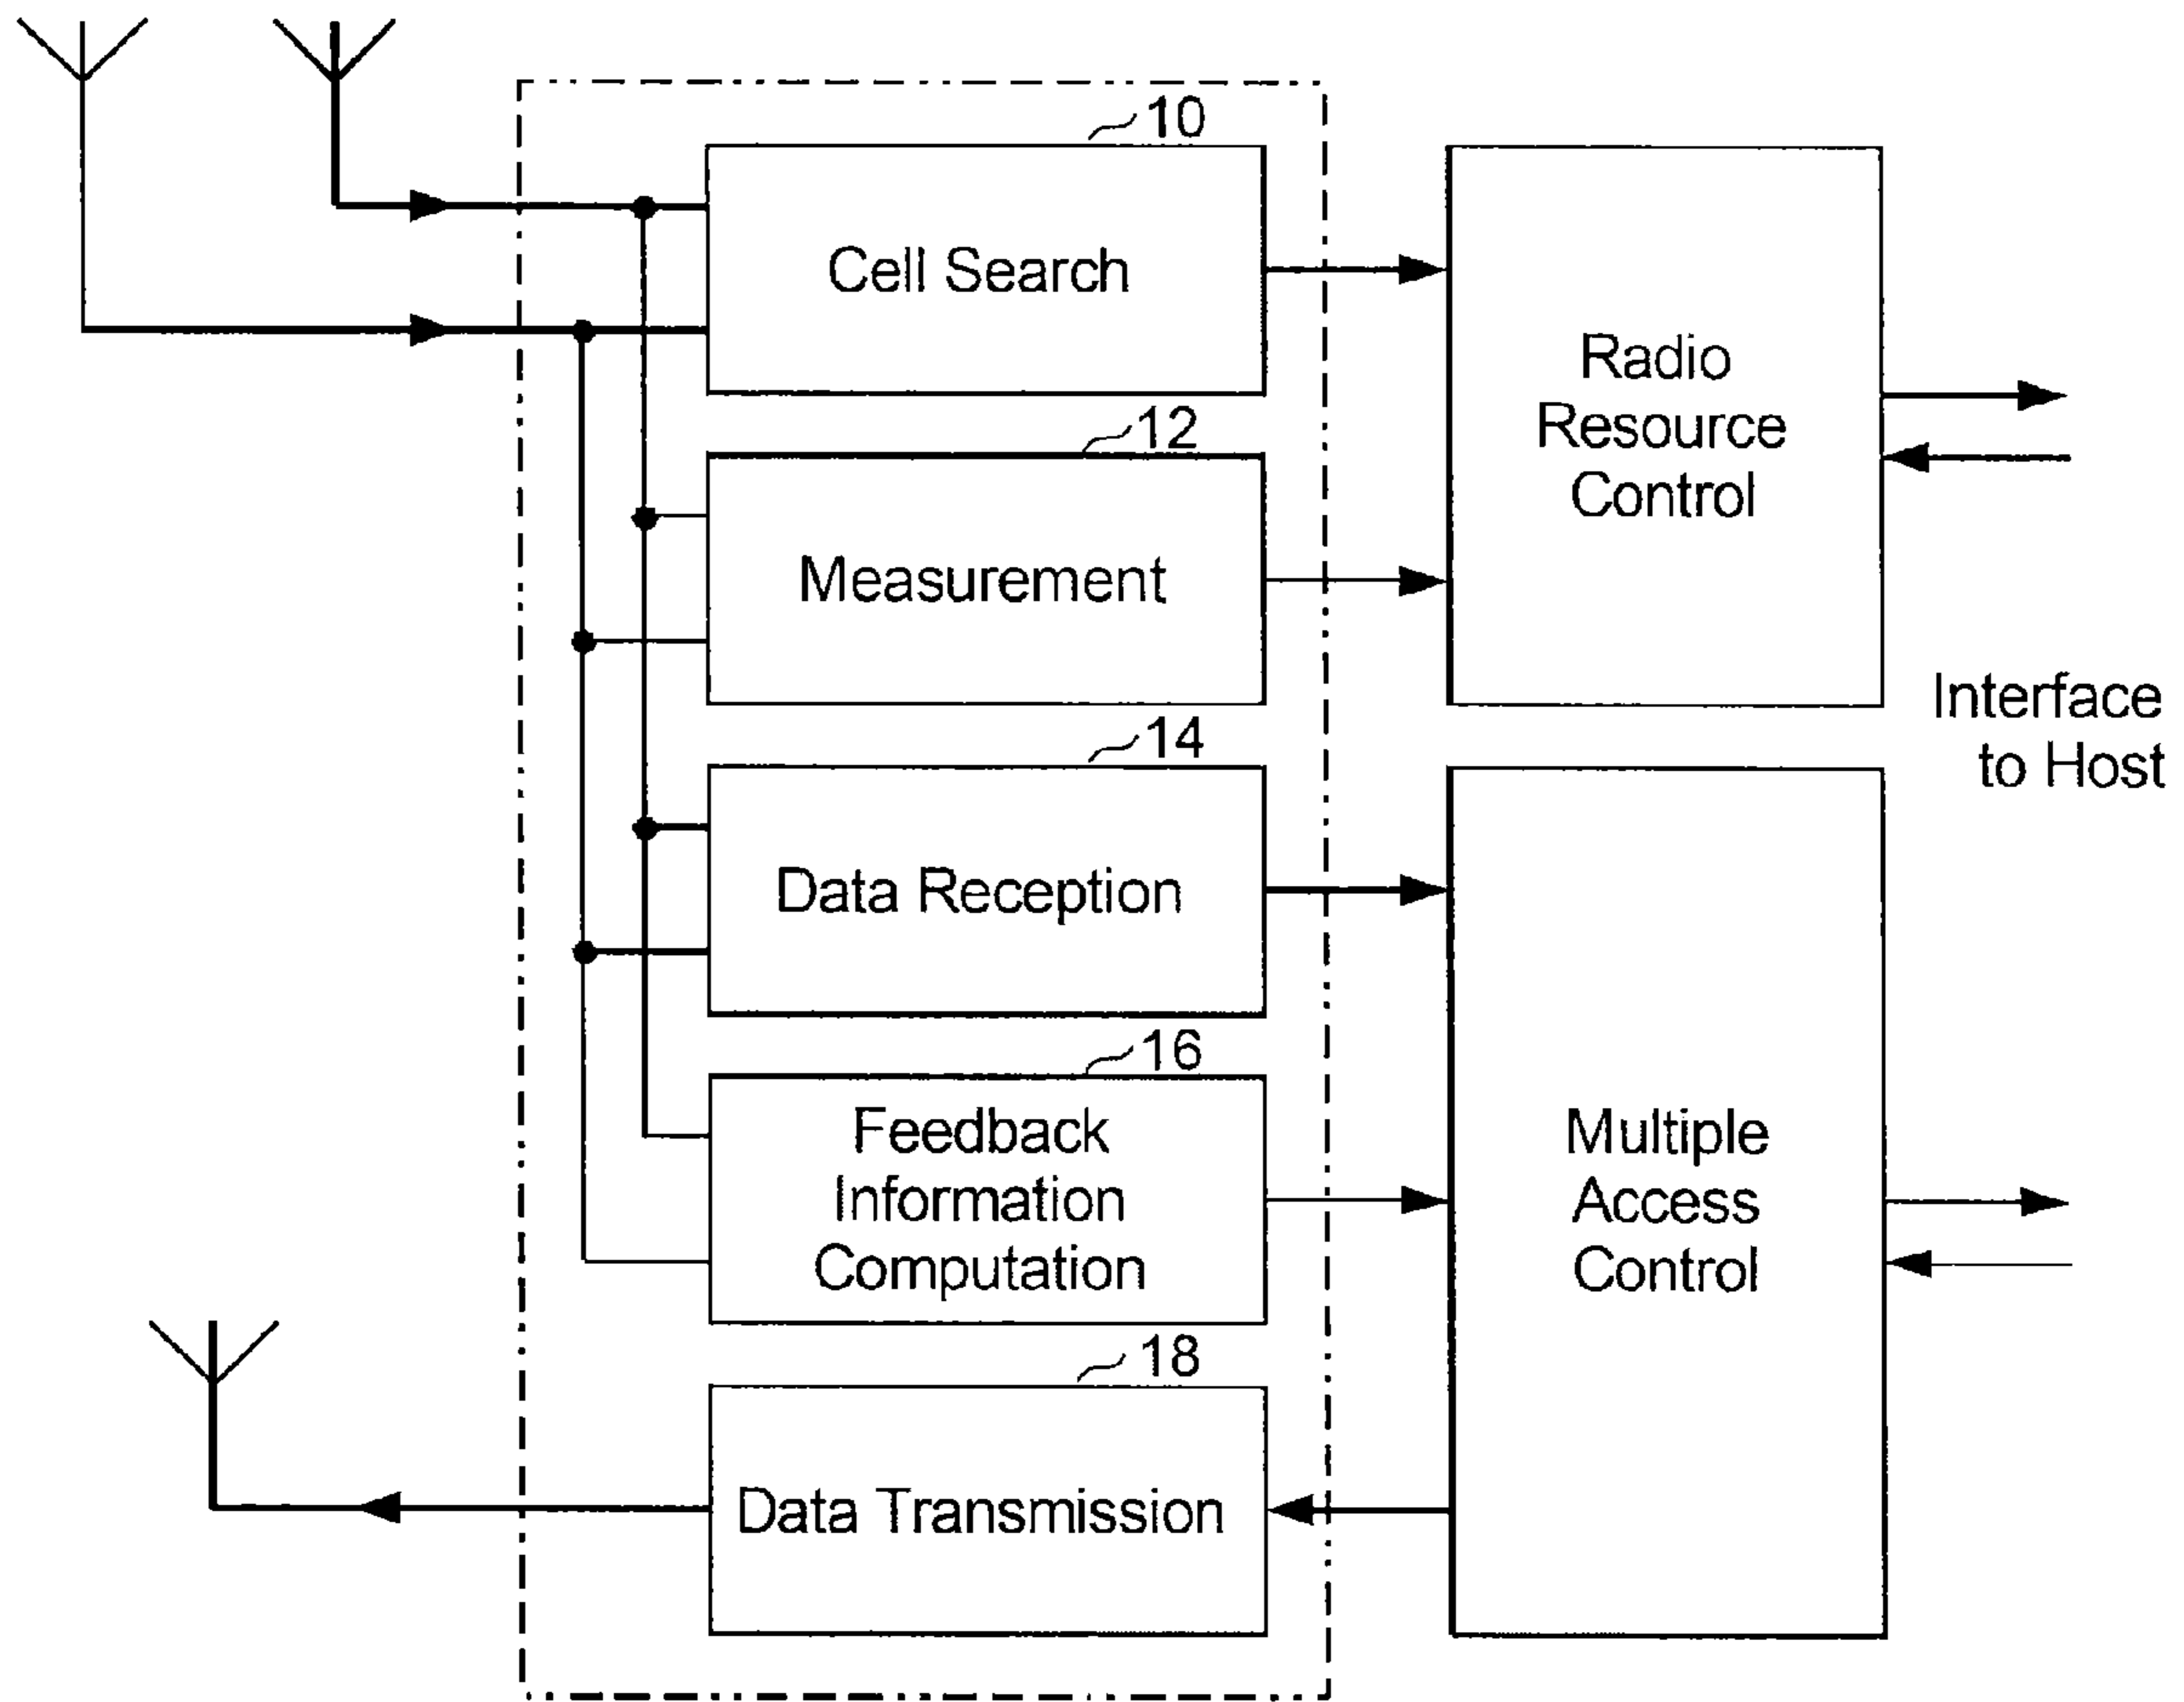 10
Cell Search
12
Measurement
14
Data Reception
16
Feedback
Information
Computation
18
Data Transmission
Radio
Resource
Control
Multiple
Access
Control
Interface
to Host